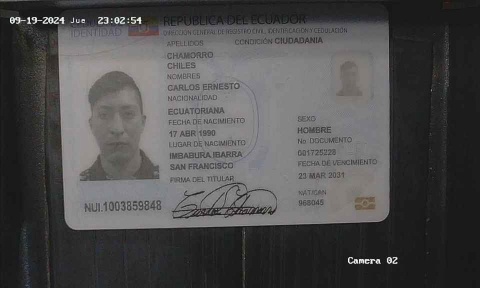 09-19-2024 Jue 23:02:54
REPÚBLICA DEL ECUADOR
IDENTIDAD
DIRECCIÓN GENERAL DE REGISTRO CIVIL, IDENTIFICACIÓN Y CEDULACIÓN
APELLIDOS
CONDICIÓN CIUDADANIA
CHAMORRO
CHILES
NOMBRES
CARLOS ERNESTO
NACIONALIDAD
ECUATORIANA
FECHA DE NACIMIENTO
17 ABR 1990
LUGAR DE NACIMIENTO
IMBABURA IBARRA
SAN FRANCISCO
FIRMA DEL TITULAR
SEXO
HOMBRE
No. DOCUMENTO
001725228
FECHA DE VENCIMIENTO
23 MAR 2031
NAT/CAN
968045
NUI.1003859848
Camera 02